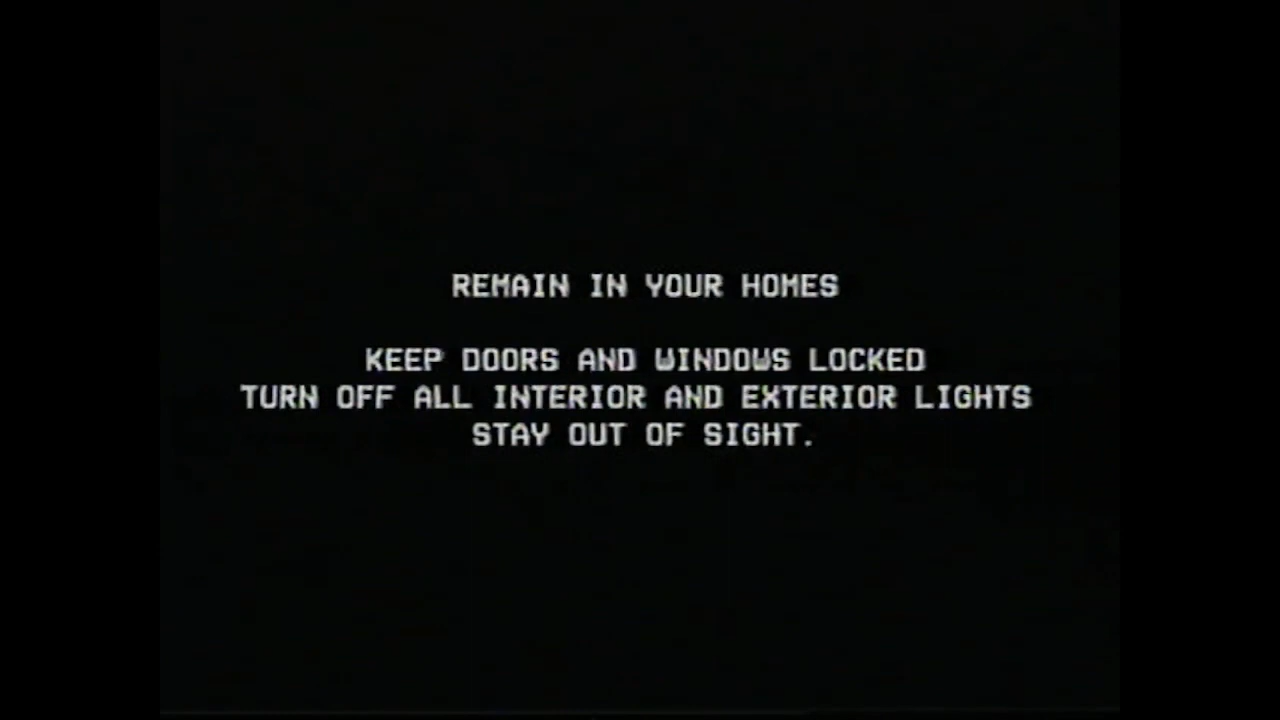 REMAIN IN YOUR HOMES
KEEP DOORS AND WINDOWS LOCKED
TURN OFF ALL INTERIOR AND EXTERIOR LIGHTS
STAY OUT OF SIGHT.